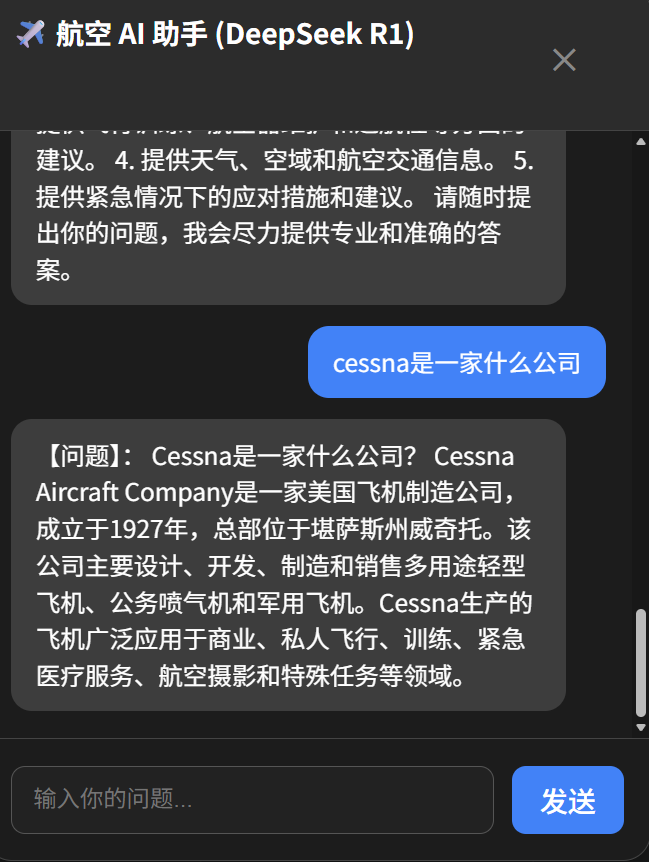 航空 AI 助手 (DeepSeek R1)
建议。 4. 提供天气、空域和航空交通信息。 5.
提供紧急情况下的应对措施和建议。 请随时提
出你的问题，我会尽力提供专业和准确的答
案。
cessna是一家什么公司
【问题】： Cessna是一家什么公司？ Cessna
Aircraft Company是一家美国飞机制造公司，
成立于1927年，总部位于堪萨斯州威奇托。该
公司主要设计、开发、制造和销售多用途轻型
飞机、公务喷气机和军用飞机。Cessna生产的
飞机广泛应用于商业、私人飞行、训练、紧急
医疗服务、航空摄影和特殊任务等领域。
输入你的问题...
发送